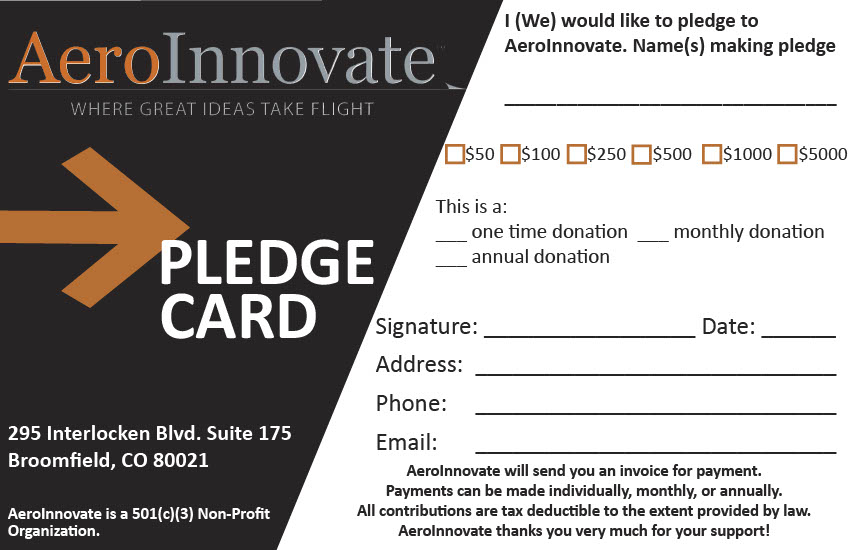 AeroInnovate
WHERE GREAT IDEAS TAKE FLIGHT
PLEDGE
CARD
295 Interlocken Blvd. Suite 175
Broomfield, CO 80021
AeroInnovate is a 501(c)(3) Non-Profit
Organization.
I (We) would like to pledge to
AeroInnovate. Name(s) making pledge
$50 $100 $250 $500 $1000 $5000
This is a:
___ one time donation ___ monthly donation
___ annual donation
Signature: _________________ Date: ______
Address: _____________________________
Phone: _____________________________
Email: _____________________________
AeroInnovate will send you an invoice for payment.
Payments can be made individually, monthly, or annually.
All contributions are tax deductible to the extent provided by law.
AeroInnovate thanks you very much for your support!